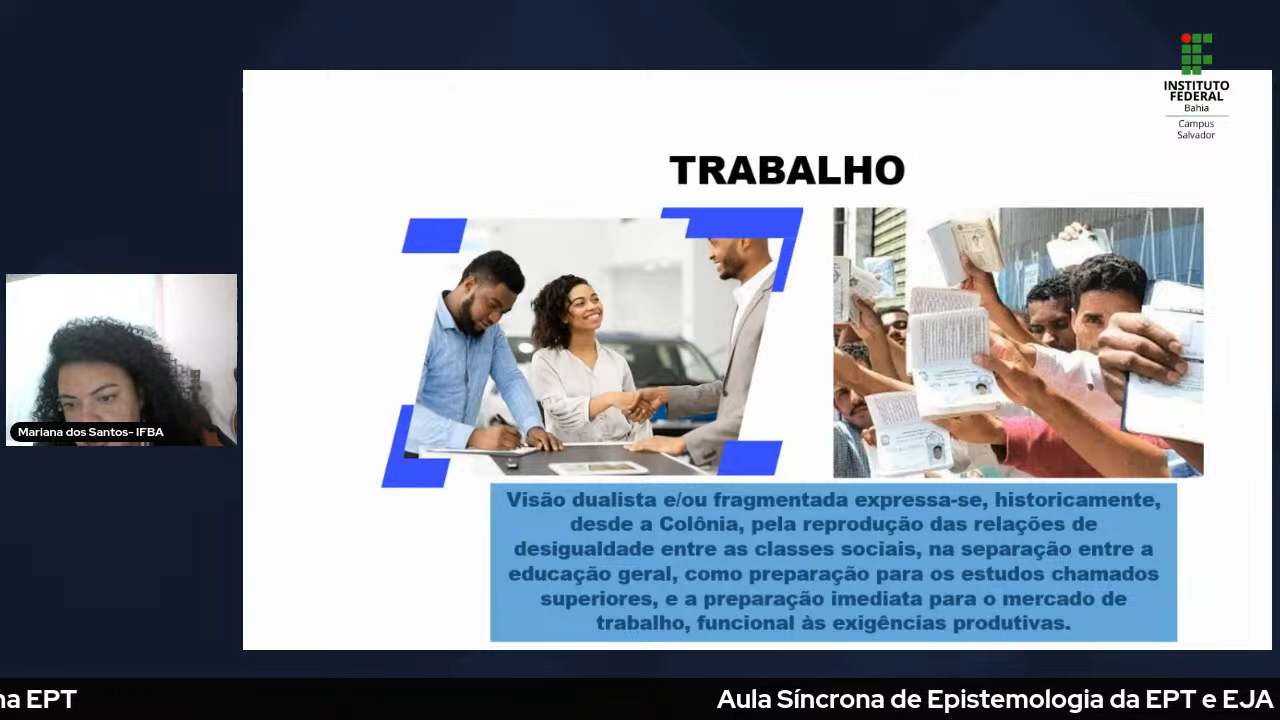 INSTITUTO
FEDERAL
Bahia
Campus
Salvador
TRABALHO
Visão dualista e/ou fragmentada expressa-se, historicamente,
desde a Colônia, pela reprodução das relações de
desigualdade entre as classes sociais, na separação entre a
educação geral, como preparação para os estudos chamados
superiores, e a preparação imediata para o mercado de
trabalho, funcional às exigências produtivas.
Mariana dos Santos- IFBA
na EPT
Aula Síncrona de Epistemologia da EPT e EJA